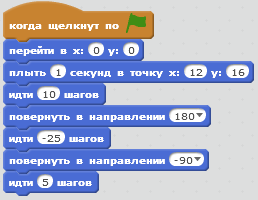 когда щелкнут по
перейти в x: 0 y: 0
плыть 1 секунд в точку x: 12 y: 16
идти 10 шагов
повернуть в направлении 180
идти -25 шагов
повернуть в направлении -90
идти 5 шагов